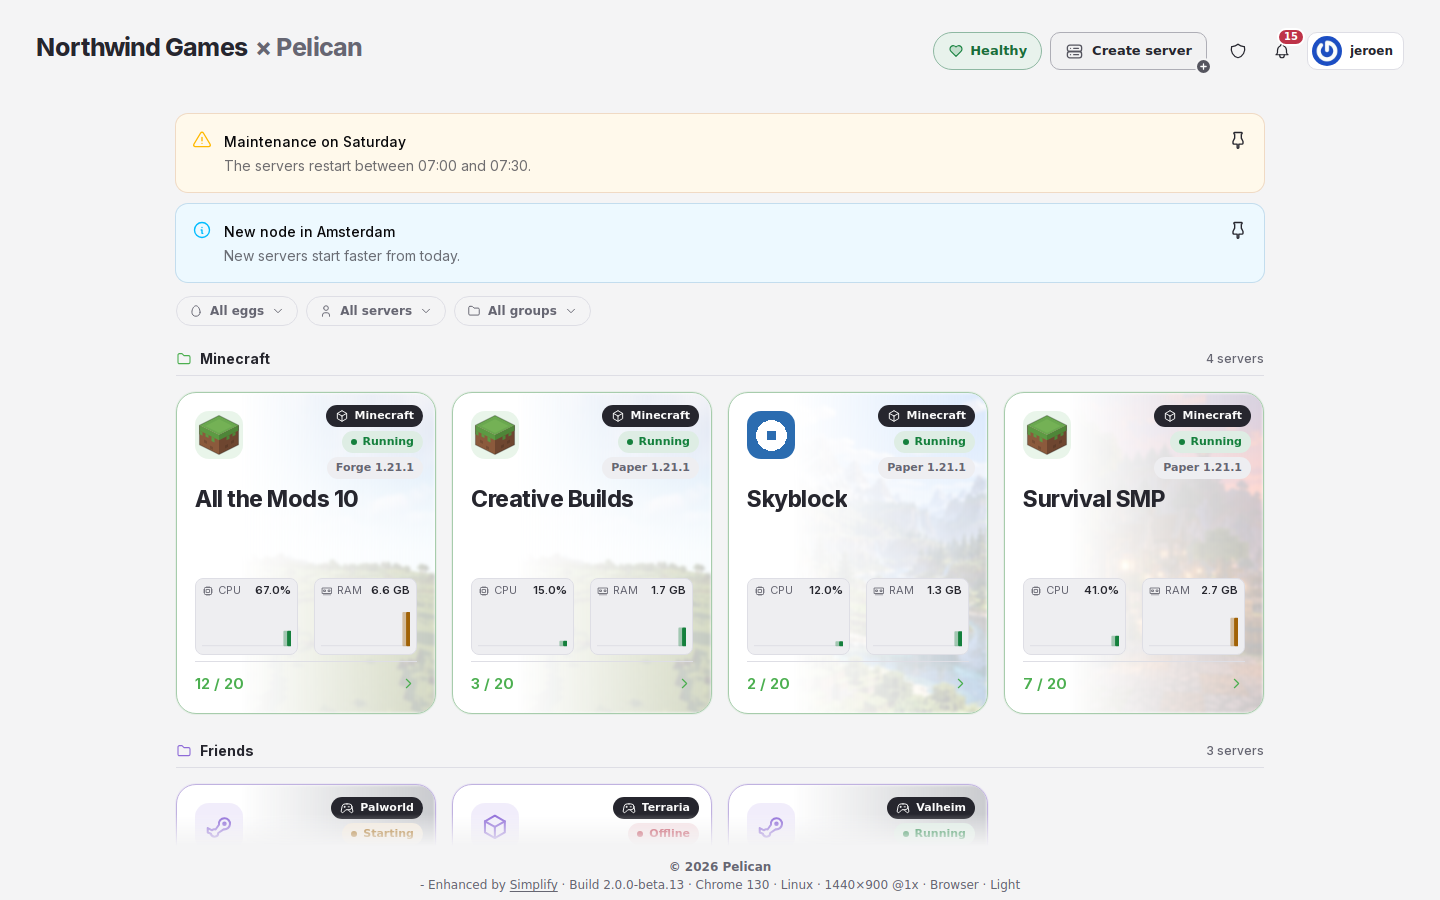 Northwind Games × Pelican
Healthy
Create server
15
jeroen
Maintenance on Saturday
The servers restart between 07:00 and 07:30.
New node in Amsterdam
New servers start faster from today.
All eggs
All servers
All groups
Minecraft
4 servers
Minecraft
Running
Forge 1.21.1
All the Mods 10
CPU 67.0%
RAM 6.6 GB
12 / 20
Minecraft
Running
Paper 1.21.1
Creative Builds
CPU 15.0%
RAM 1.7 GB
3 / 20
Minecraft
Running
Paper 1.21.1
Skyblock
CPU 12.0%
RAM 1.3 GB
2 / 20
Minecraft
Running
Paper 1.21.1
Survival SMP
CPU 41.0%
RAM 2.7 GB
7 / 20
Friends
3 servers
Palworld
Starting
Terraria
Offline
Valheim
Running
© 2026 Pelican
- Enhanced by Simplify · Build 2.0.0-beta.13 · Chrome 130 · Linux · 1440×900 @1x · Browser · Light